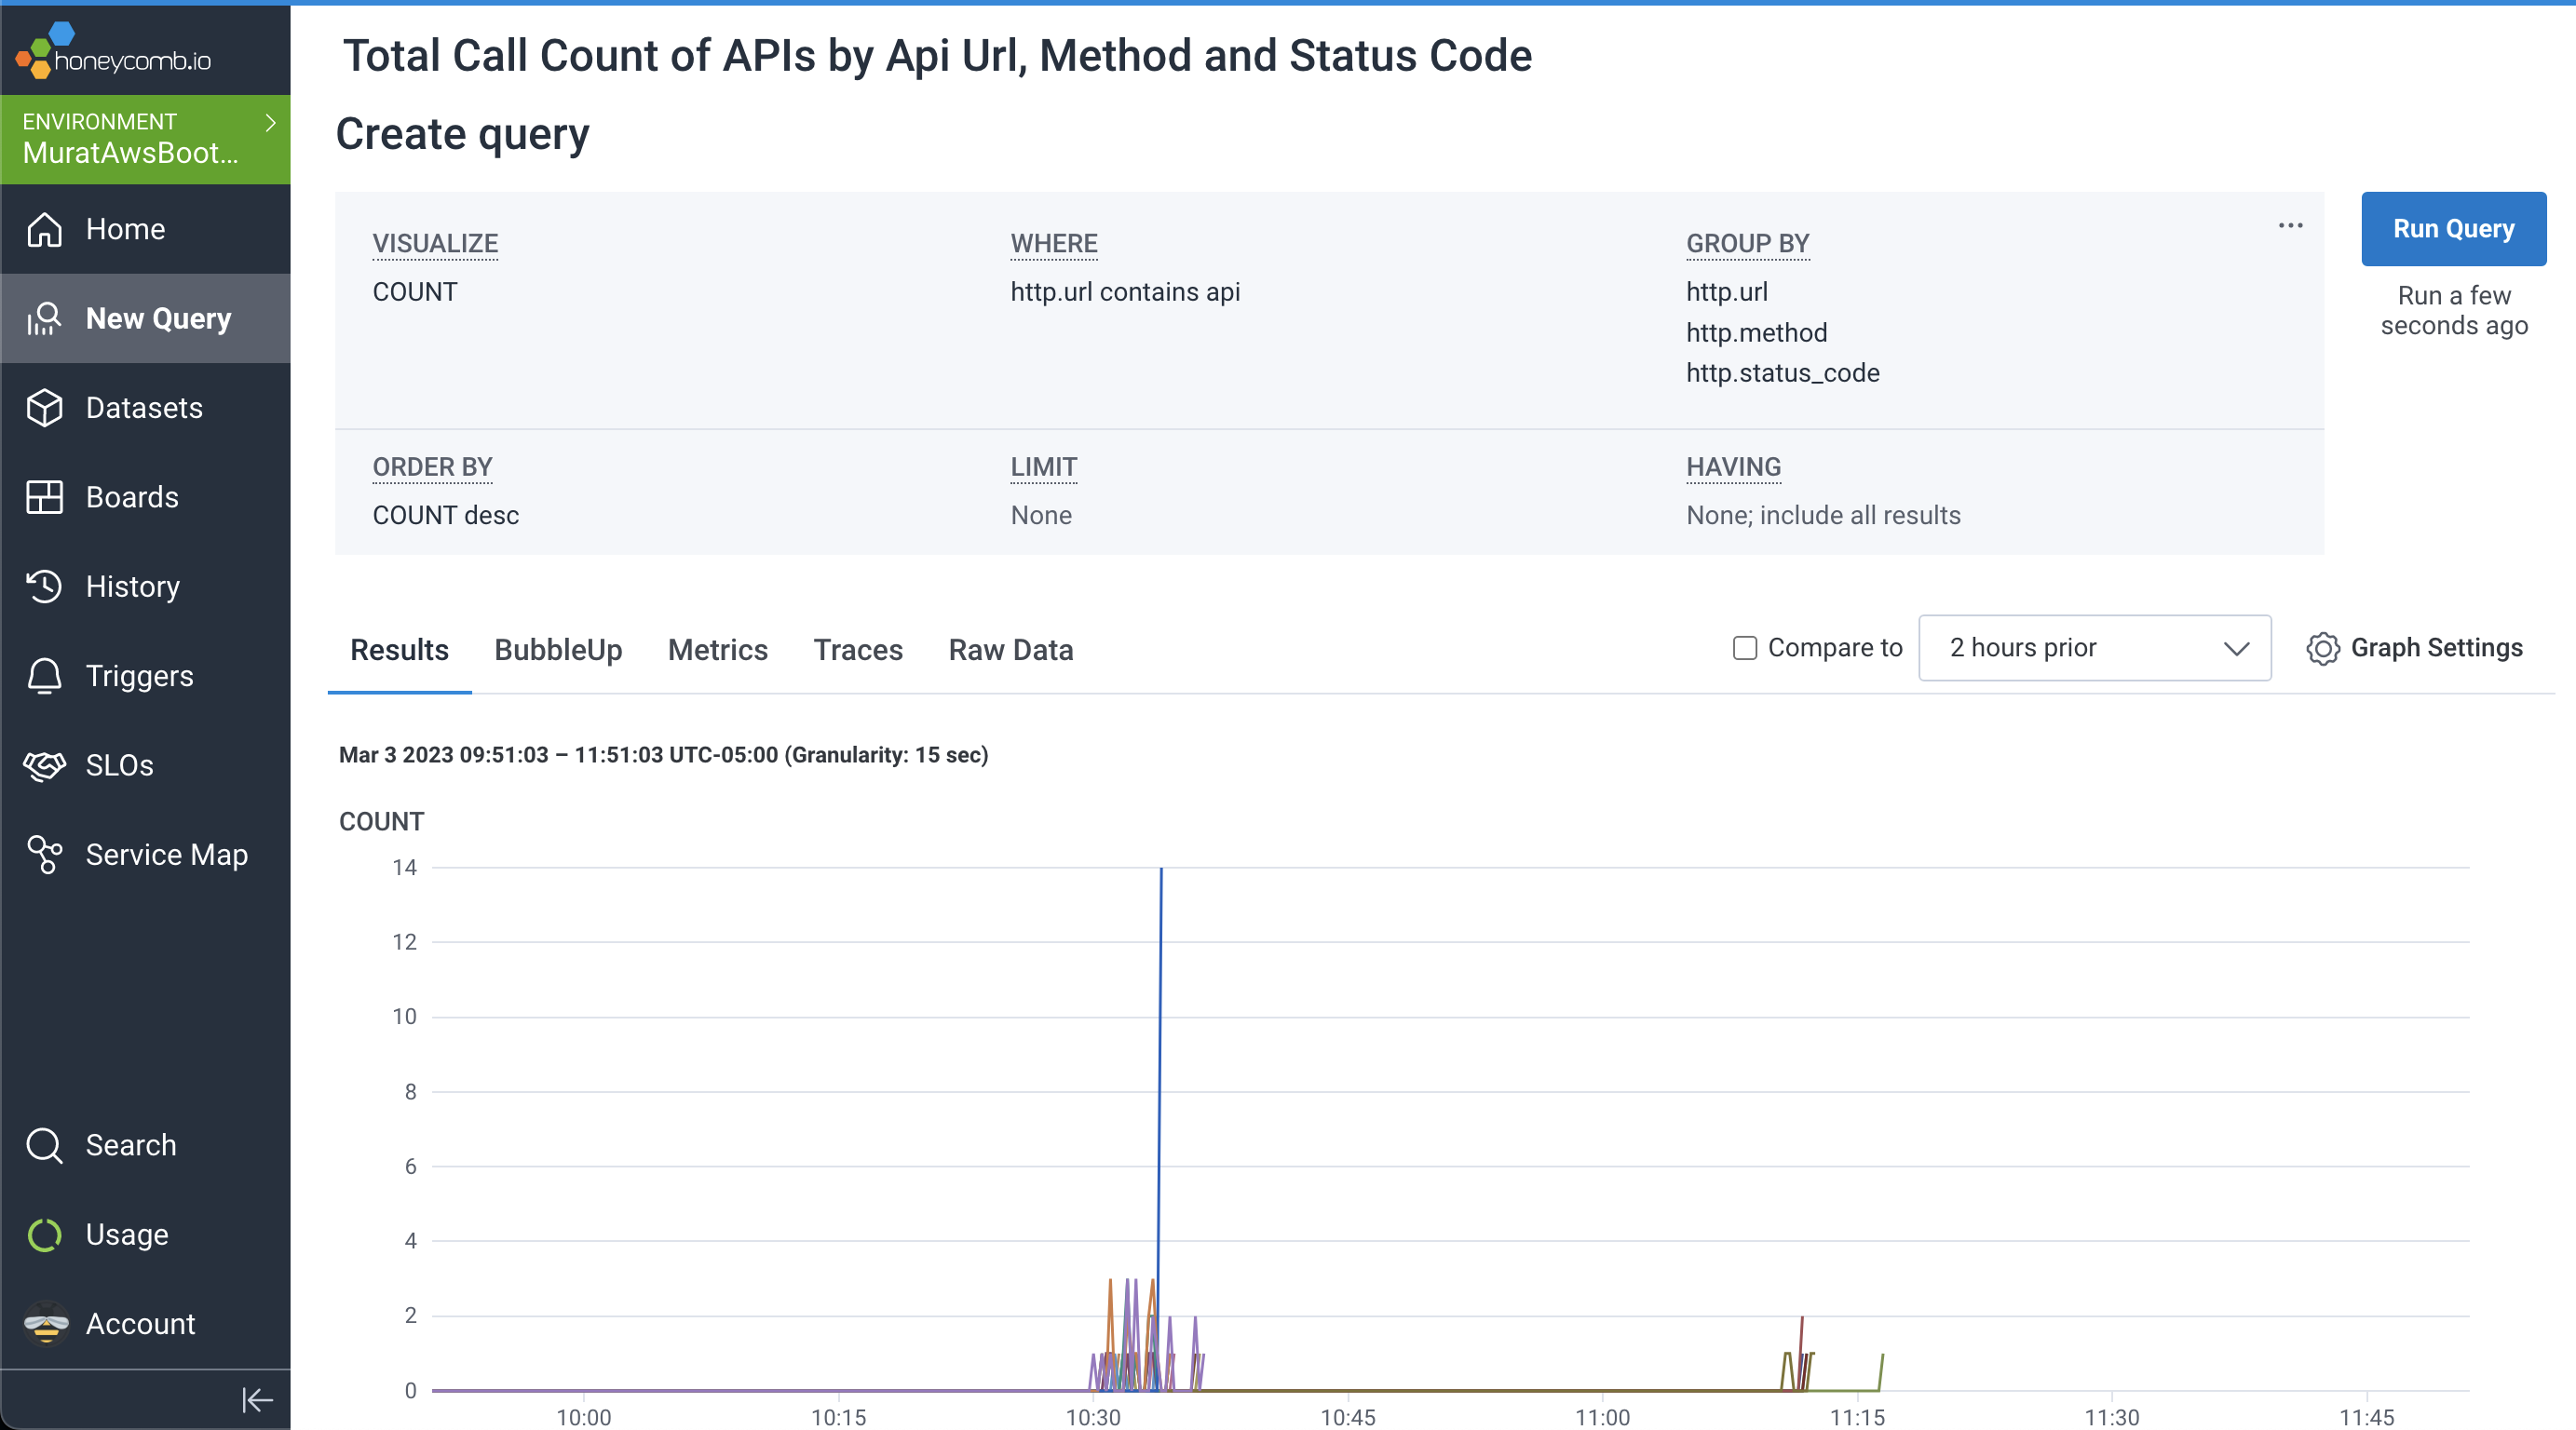 honeycomb.io
ENVIRONMENT
MuratAwsBoot...
Home
New Query
Datasets
Boards
History
Triggers
SLOs
Service Map
Search
Usage
Account
Total Call Count of APIs by Api Url, Method and Status Code
Create query
VISUALIZE
COUNT
WHERE
http.url contains api
GROUP BY
http.url
http.method
http.status_code
ORDER BY
COUNT desc
LIMIT
None
HAVING
None; include all results
Run Query
Run a few
seconds ago
Results BubbleUp Metrics Traces Raw Data
Compare to 2 hours prior Graph Settings
Mar 3 2023 09:51:03 – 11:51:03 UTC-05:00 (Granularity: 15 sec)
COUNT
14
12
10
8
6
4
2
0
10:00 10:15 10:30 10:45 11:00 11:15 11:30 11:45